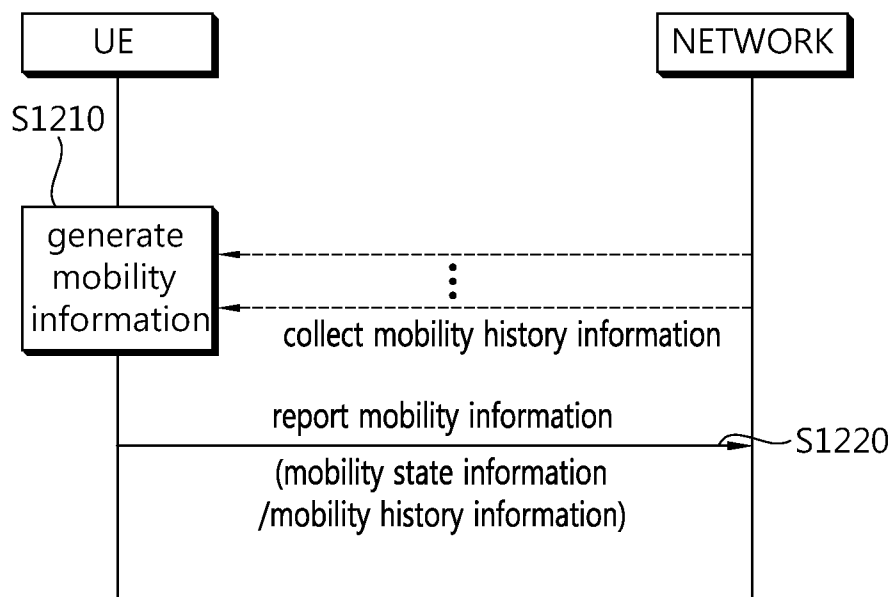 UE
NETWORK
S1210
generate
mobility
information
collect mobility history information
report mobility information
S1220
(mobility state information
/mobility history information)